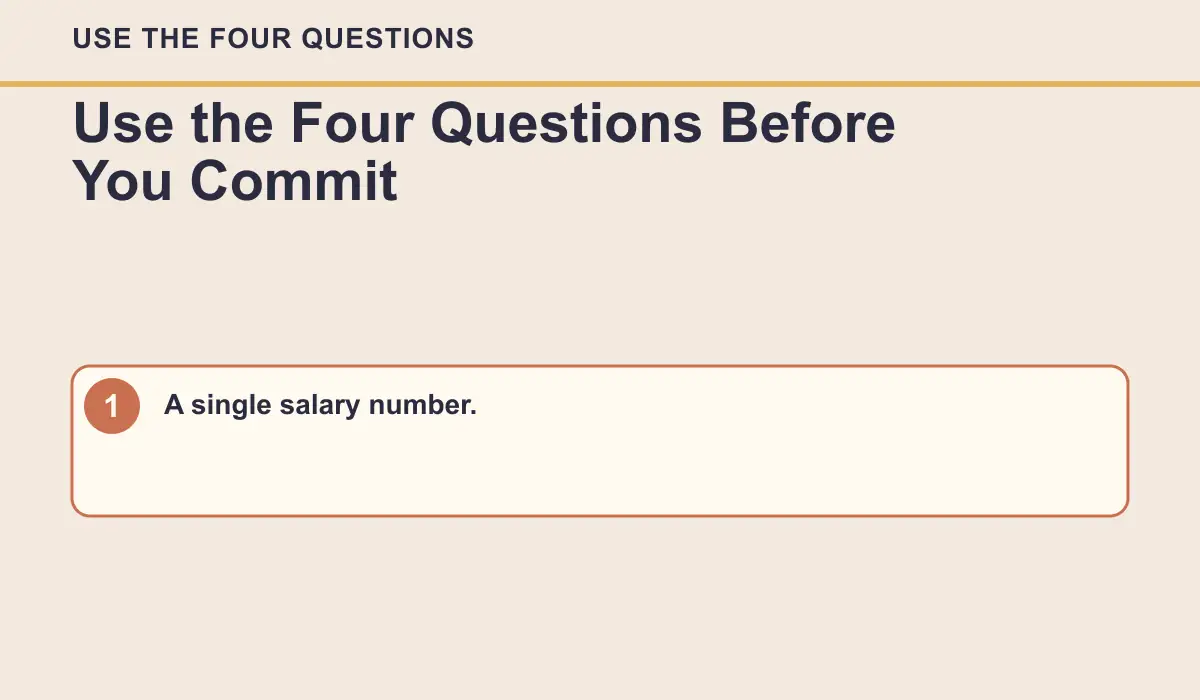 USE THE FOUR QUESTIONS
Use the Four Questions Before
You Commit
1 A single salary number.